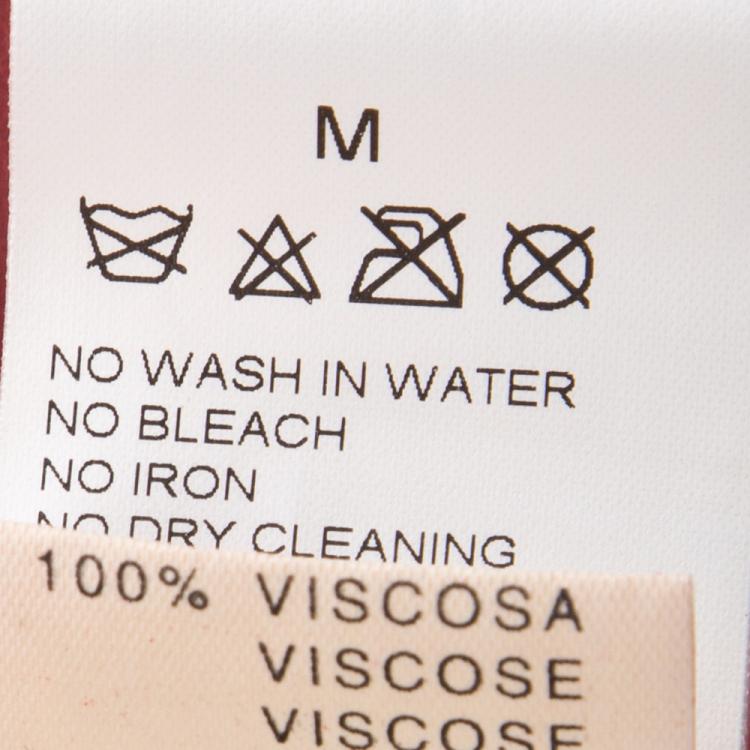 M
NO WASH IN WATER
NO BLEACH
NO IRON
NO DRY CLEANING
100% VISCOSA
VISCOSE
VISCOSE